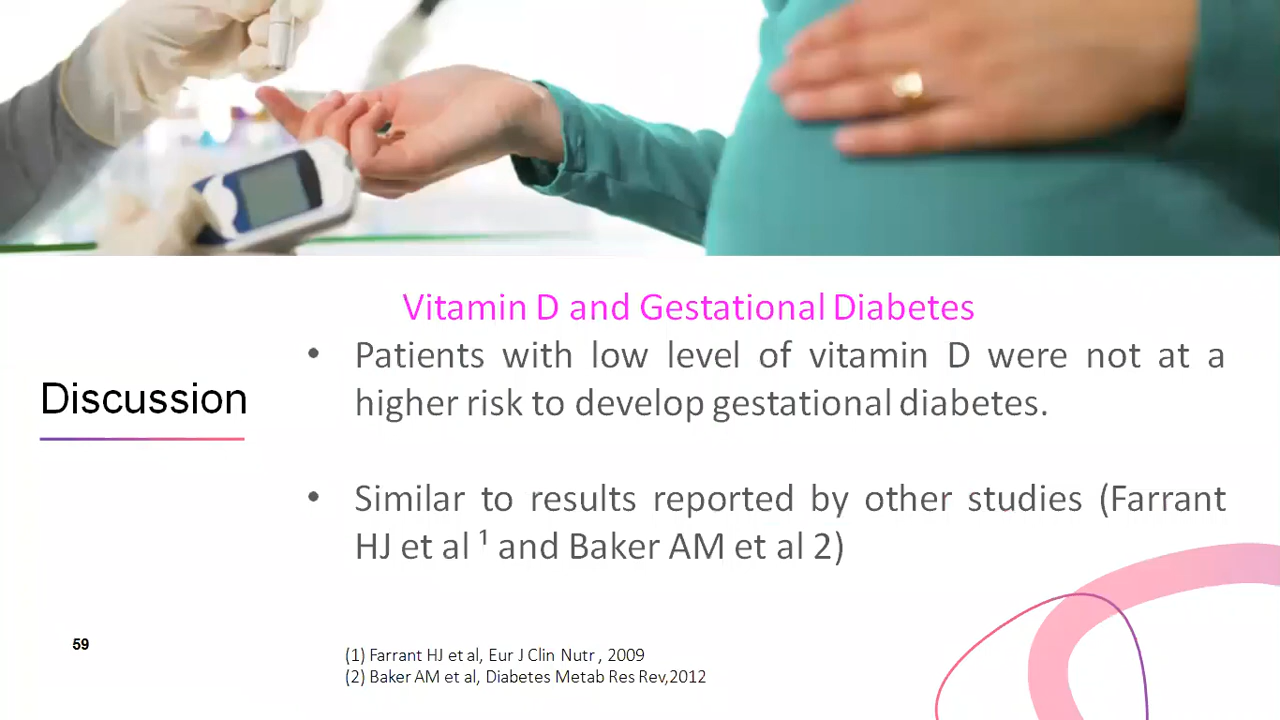 Vitamin D and Gestational Diabetes
• Patients with low level of vitamin D were not at a
higher risk to develop gestational diabetes.
Discussion
• Similar to results reported by other studies (Farrant
HJ et al ¹ and Baker AM et al 2)
59
(1) Farrant HJ et al, Eur J Clin Nutr , 2009
(2) Baker AM et al, Diabetes Metab Res Rev,2012